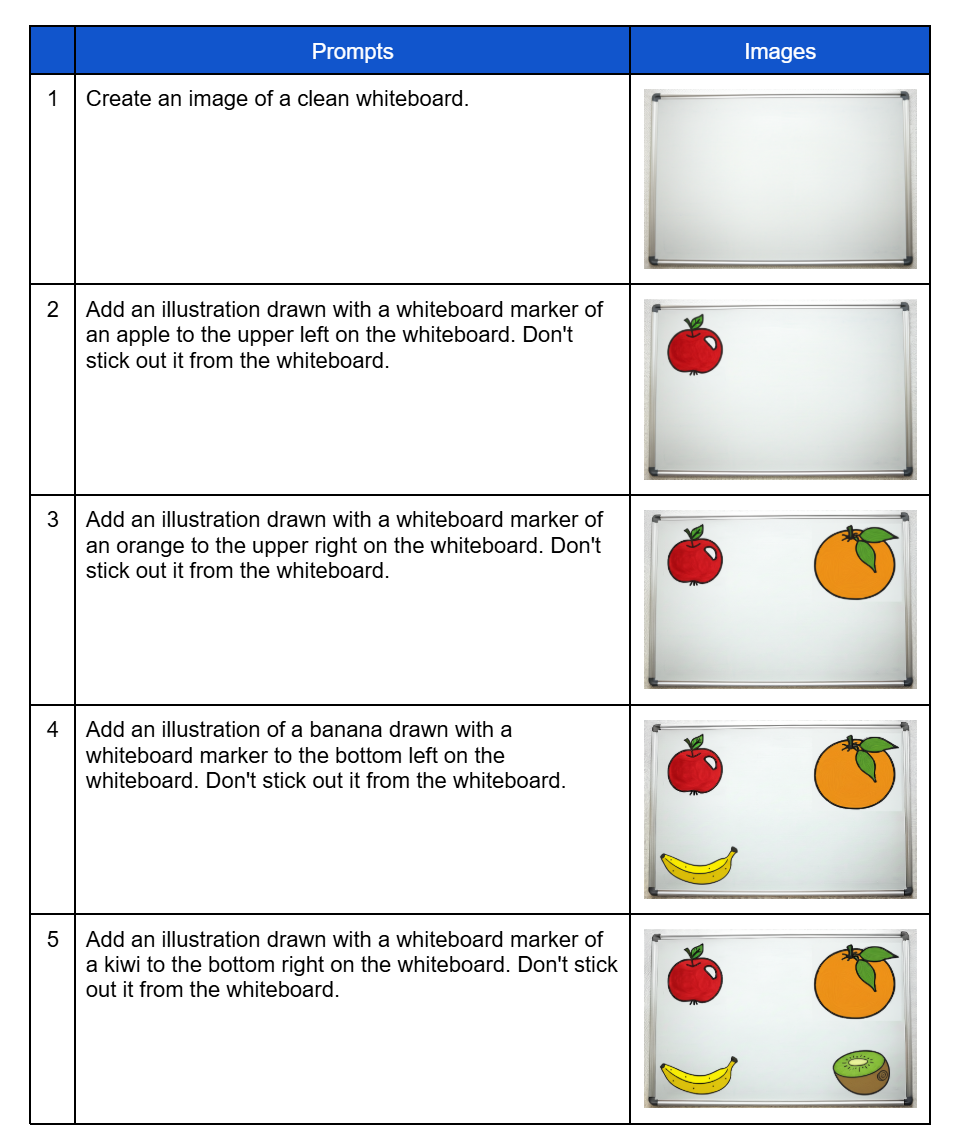 Prompts
Images
1
Create an image of a clean whiteboard.
2
Add an illustration drawn with a whiteboard marker of
an apple to the upper left on the whiteboard. Don't
stick out it from the whiteboard.
3
Add an illustration drawn with a whiteboard marker of
an orange to the upper right on the whiteboard. Don't
stick out it from the whiteboard.
4
Add an illustration of a banana drawn with a
whiteboard marker to the bottom left on the
whiteboard. Don't stick out it from the whiteboard.
5
Add an illustration drawn with a whiteboard marker of
a kiwi to the bottom right on the whiteboard. Don't stick
out it from the whiteboard.